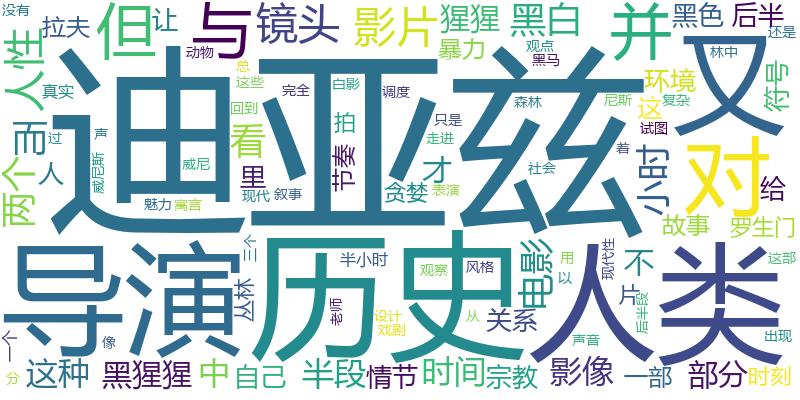 没有 拉夫 但 让 与 镜头 影片 猩猩 黑白 并 黑色 后半
动物 暴力 观点 又 林中 还是
人性 真实 总 黑马 环境 符号
迪亚兹
这些 完全 白影 调度 尼斯 复杂
而 回到 拍 只是 森林 这 试图
两个 过 声 看 走进 对
人 威尼斯 威尼 里 节奏 才 社会 着 小时 给
魅力 寓言 现代 叙事 贪婪 表演 故事 罗生门
导演 历史 人类
三个 半小时 电影 用 现代性 不 这部
丛林 观察 风格 以 片
一个 老师 设计 从 关系 后半段
像 戏剧 声音 出现
分 这种 黑猩猩 中 自己 半段 情节 时间 宗教 影像 一部 部分 时刻